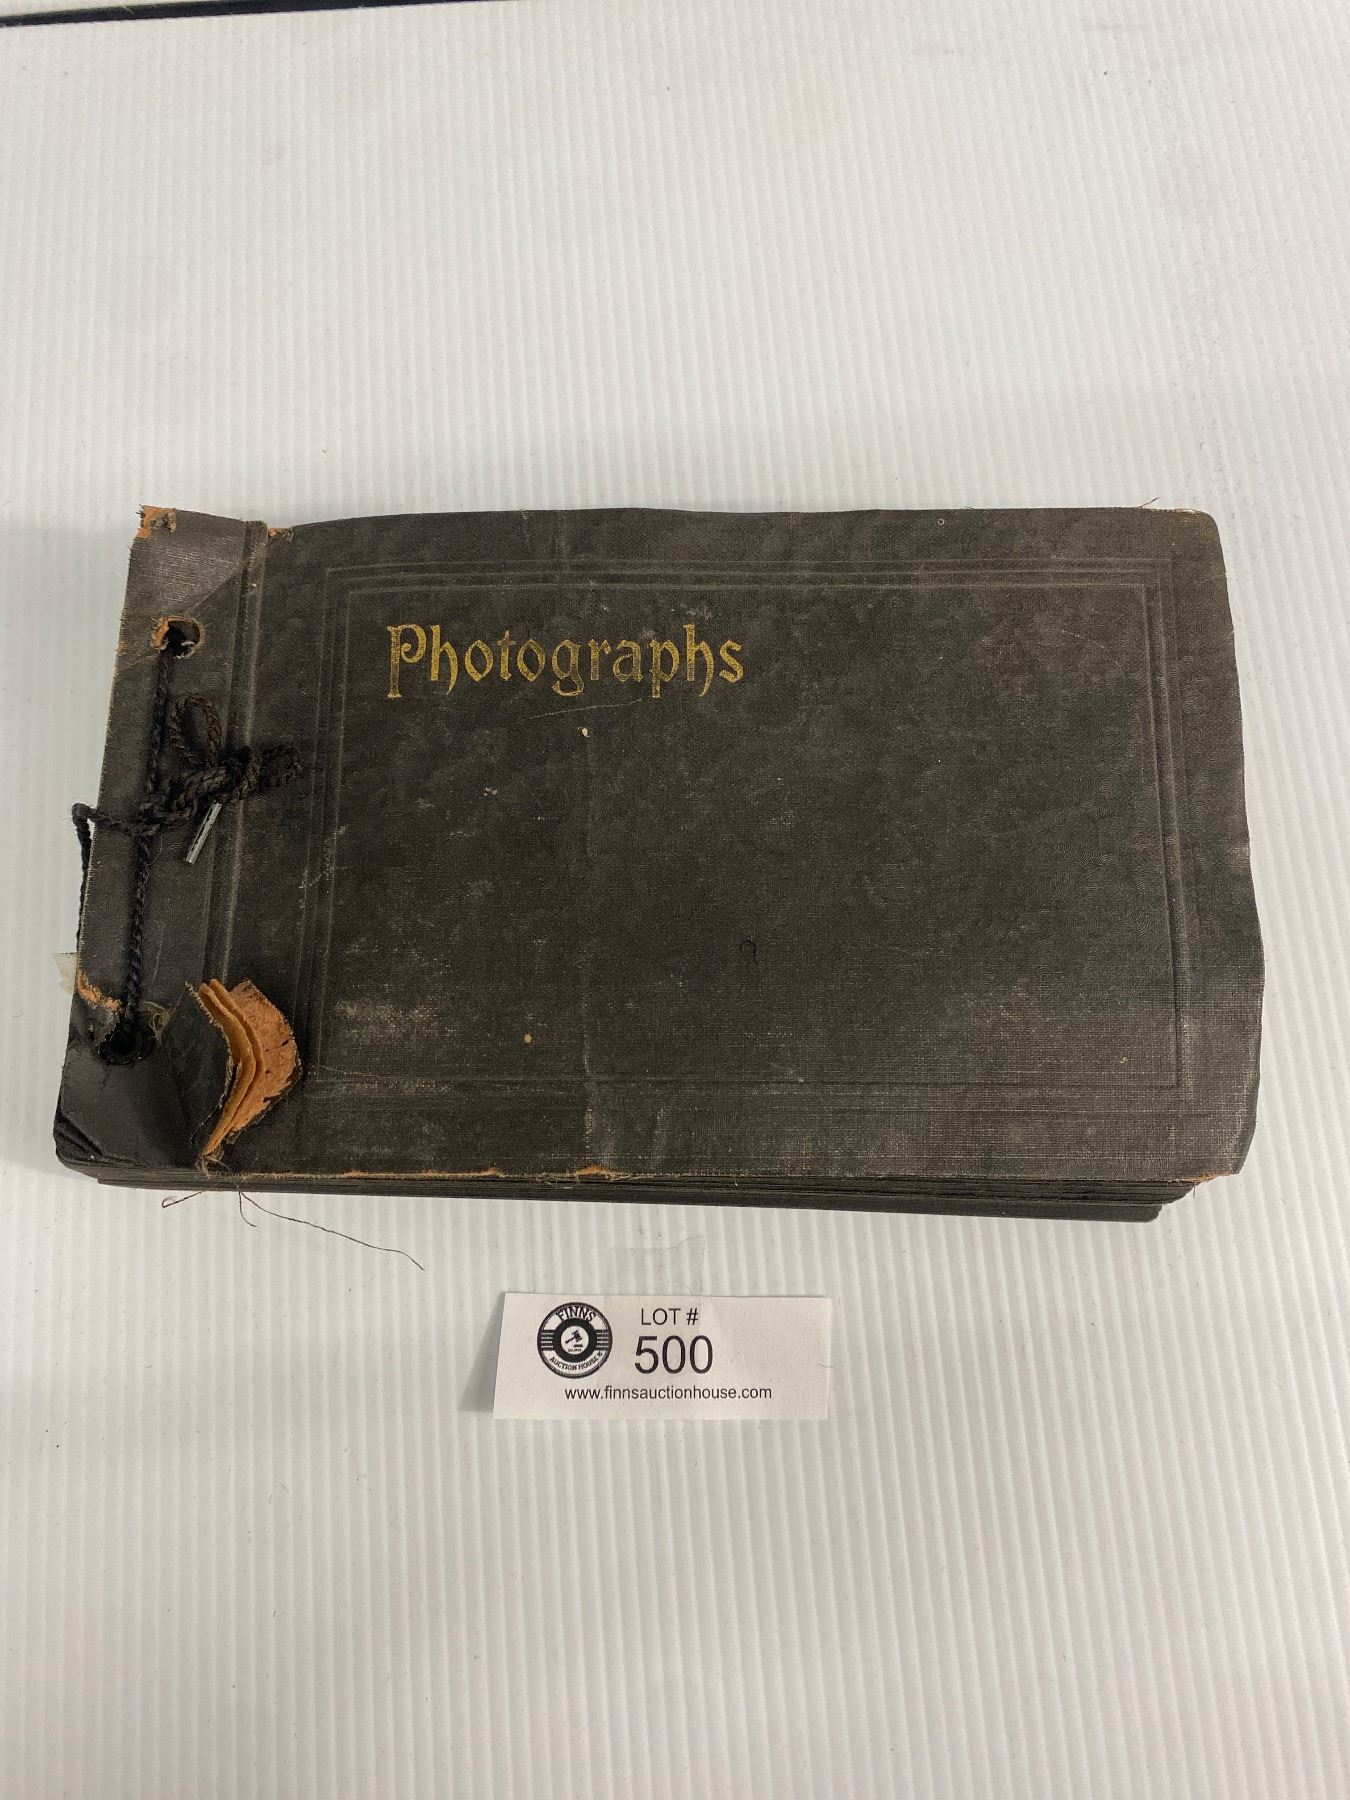 Photographs
FINNS
AUCTION HOUSE
LOT #
500
www.finnsauctionhouse.com